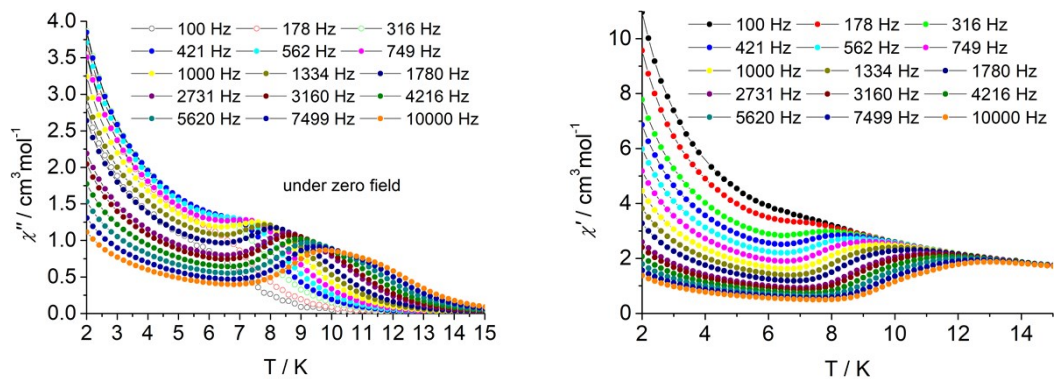 4.0
3.5
3.0
2.5
2.0
1.5
1.0
0.5
0.0
χ'' / cm³mol⁻¹
100 Hz 178 Hz 316 Hz
421 Hz 562 Hz 749 Hz
1000 Hz 1334 Hz 1780 Hz
2731 Hz 3160 Hz 4216 Hz
5620 Hz 7499 Hz 10000 Hz
under zero field
2 3 4 5 6 7 8 9 10 11 12 13 14 15
T / K
10
8
6
4
2
0
χ' / cm³mol⁻¹
100 Hz 178 Hz 316 Hz
421 Hz 562 Hz 749 Hz
1000 Hz 1334 Hz 1780 Hz
2731 Hz 3160 Hz 4216 Hz
5620 Hz 7499 Hz 10000 Hz
2 4 6 8 10 12 14
T / K